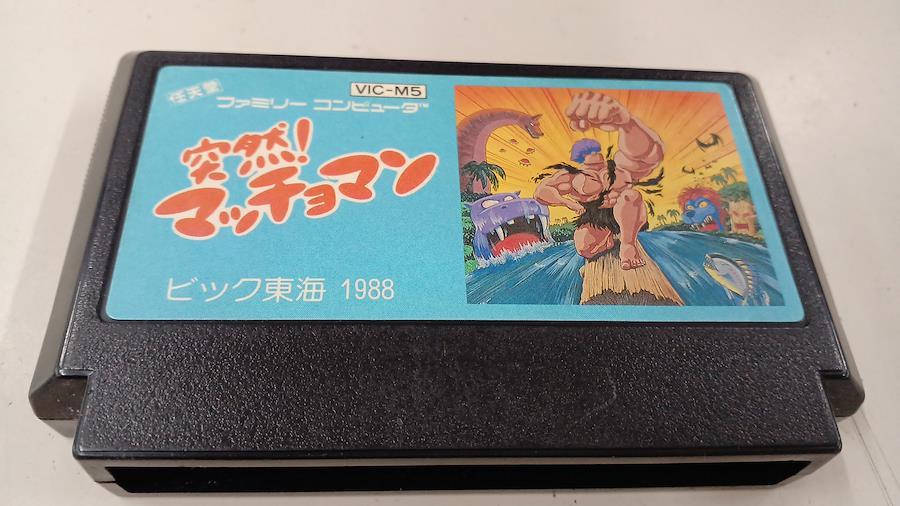 VIC-M5
任天堂
ファミリー コンピュータ™
突然!
マッチョマン
ビック東海 1988